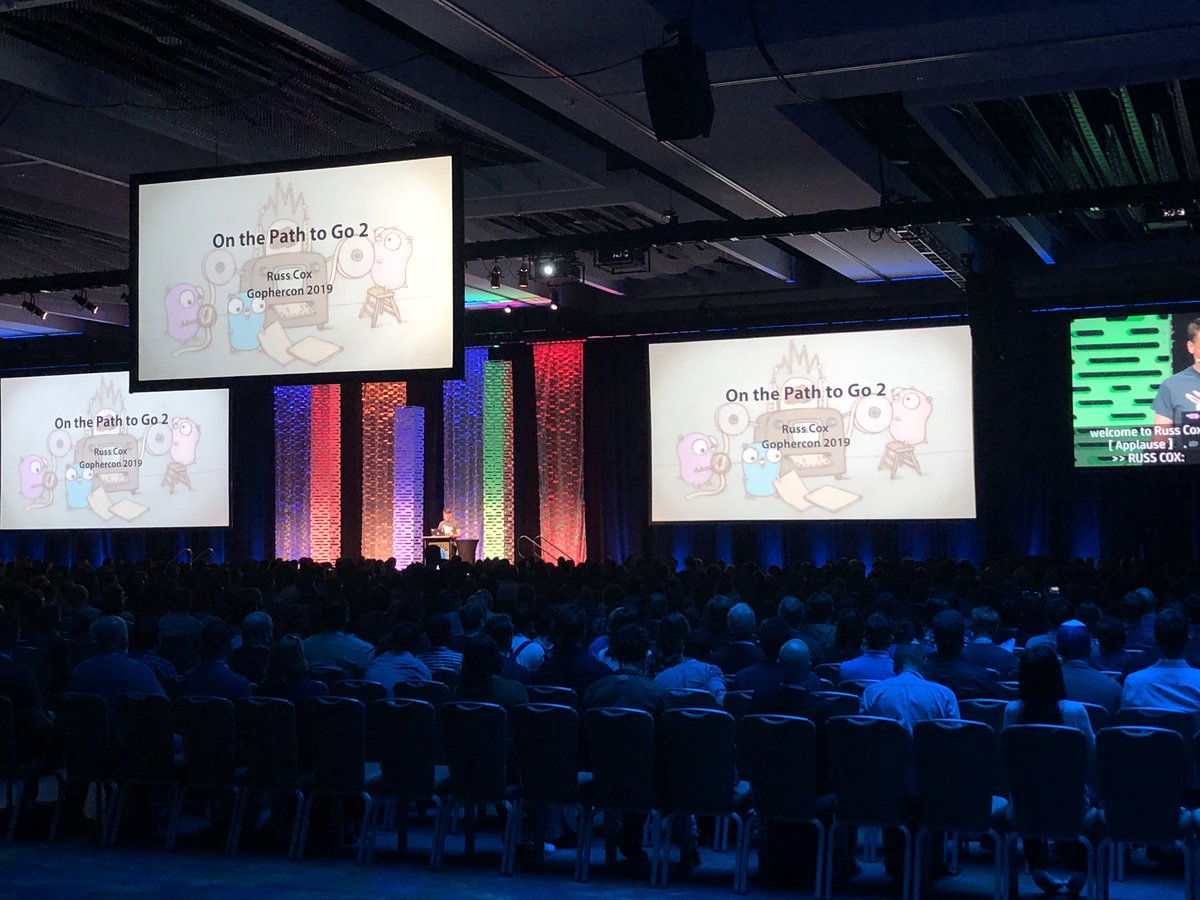 On the Path to Go 2
Russ Cox
Gophercon 2019
On the Path to Go 2
Russ Cox
Gophercon 2019
On the Path to Go 2
Russ Cox
Gophercon 2019
welcome to Russ Cox
[ Applause ]
>> RUSS COX: